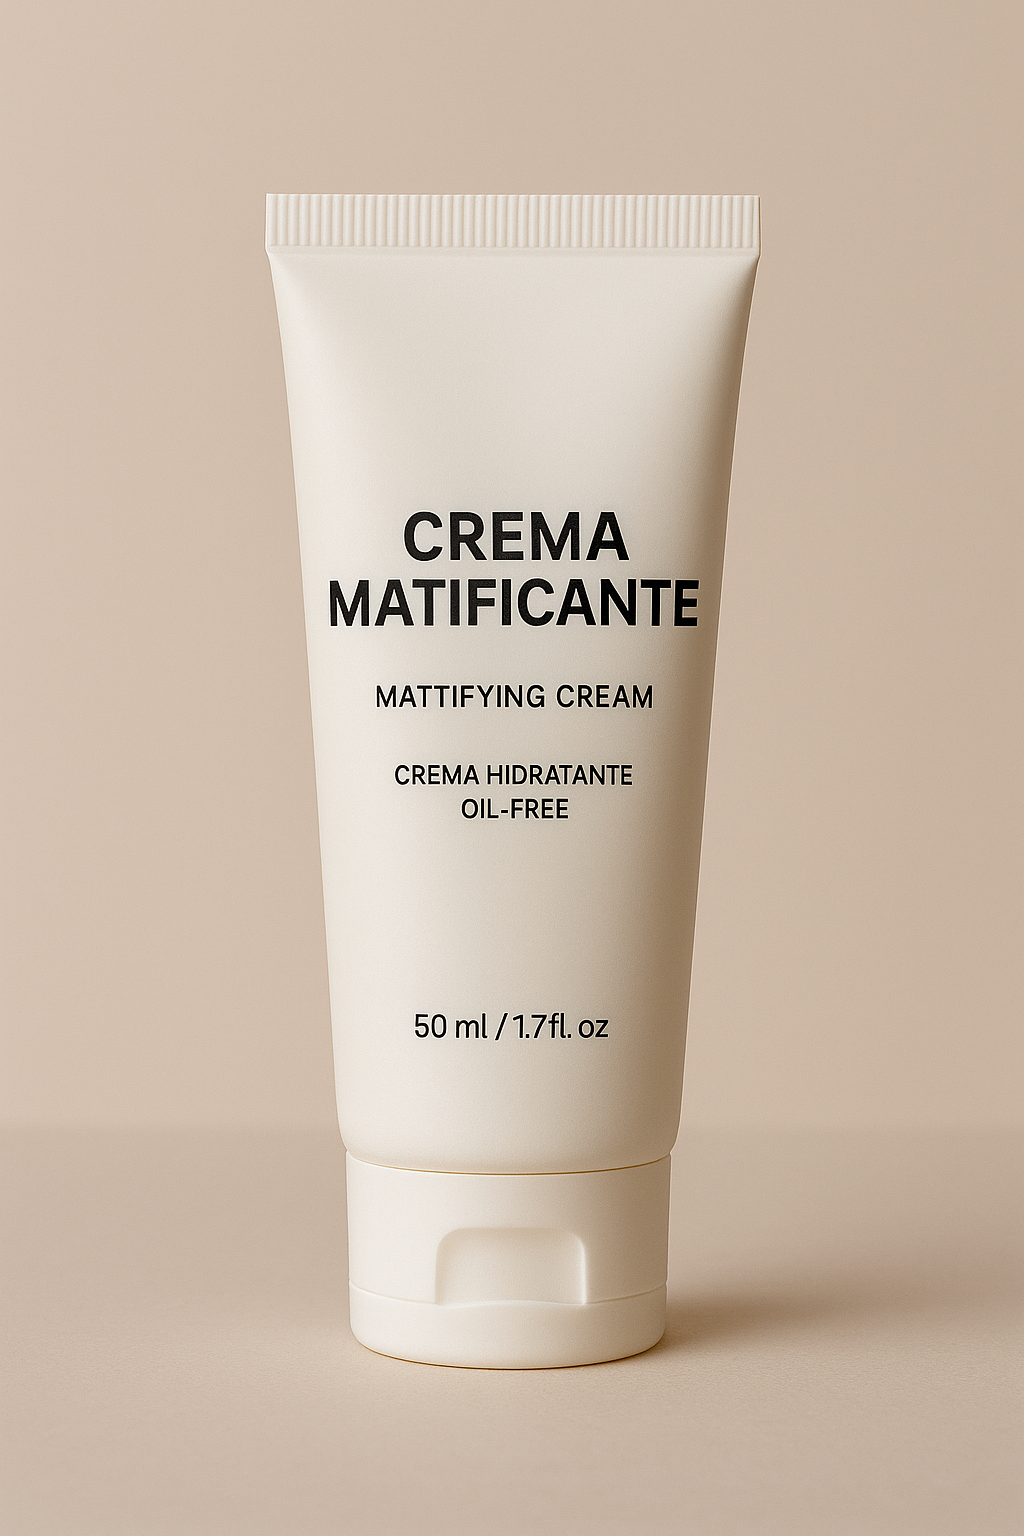 CREMA
MATIFICANTE
MATTIFYING CREAM
CREMA HIDRATANTE
OIL-FREE
50 ml / 1.7fl. oz